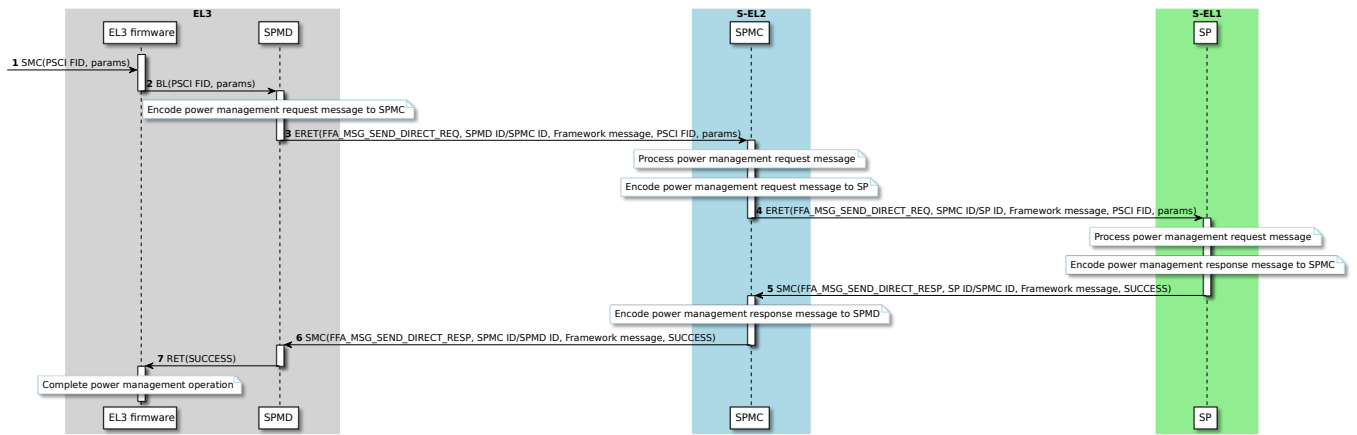 EL3
S-EL2
S-EL1
EL3 firmware
SPMD
SPMC
SP
1 SMC(PSCI FID, params)
2 BL(PSCI FID, params)
Encode power management request message to SPMC
3 ERET(FFA_MSG_SEND_DIRECT_REQ, SPMD ID/SPMC ID, Framework message, PSCI FID, params)
Process power management request message
Encode power management request message to SP
4 ERET(FFA_MSG_SEND_DIRECT_REQ, SPMC ID/SP ID, Framework message, PSCI FID, params)
Process power management request message
Encode power management response message to SPMC
5 SMC(FFA_MSG_SEND_DIRECT_RESP, SP ID/SPMC ID, Framework message, SUCCESS)
Encode power management response message to SPMD
6 SMC(FFA_MSG_SEND_DIRECT_RESP, SPMC ID/SPMD ID, Framework message, SUCCESS)
7 RET(SUCCESS)
Complete power management operation
EL3 firmware
SPMD
SPMC
SP